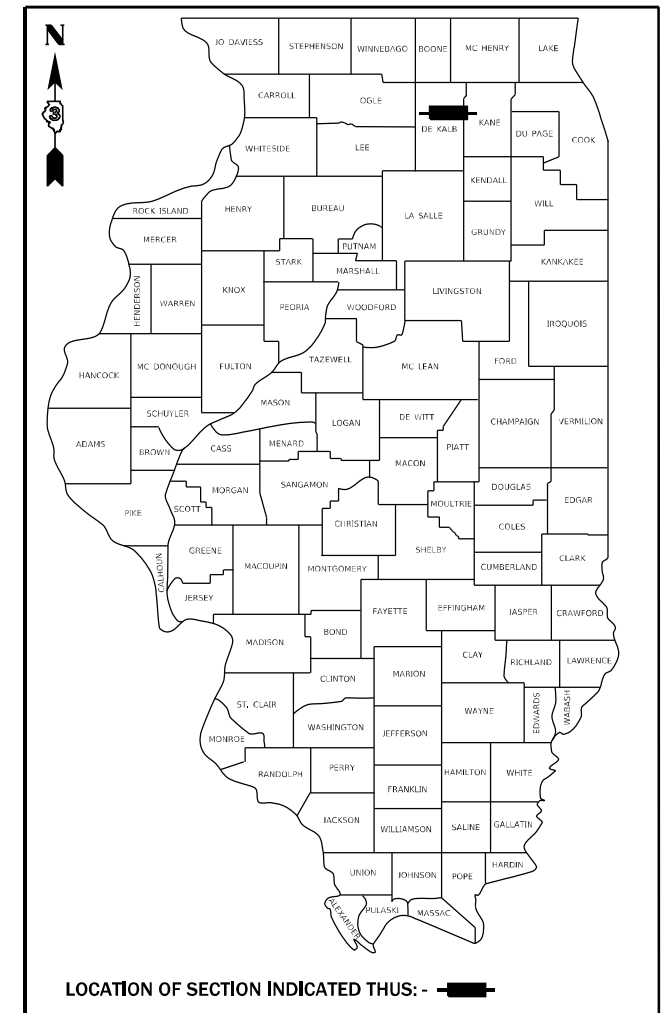 N
3
JO DAVIESS
STEPHENSON
WINNEBAGO
BOONE
MC HENRY
LAKE
CARROLL
OGLE
DE KALB
KANE
DU PAGE
COOK
WHITESIDE
LEE
KENDALL
ROCK ISLAND
HENRY
BUREAU
LA SALLE
WILL
GRUNDY
MERCER
PUTNAM
STARK
MARSHALL
KANKAKEE
HENDERSON
WARREN
KNOX
PEORIA
WOODFORD
LIVINGSTON
IROQUOIS
HANCOCK
MC DONOUGH
FULTON
TAZEWELL
MC LEAN
FORD
MASON
SCHUYLER
LOGAN
DE WITT
CHAMPAIGN
VERMILION
ADAMS
BROWN
CASS
MENARD
PIATT
MACON
PIKE
SCOTT
MORGAN
SANGAMON
CHRISTIAN
MOULTRIE
DOUGLAS
EDGAR
COLES
CALHOUN
GREENE
MACOUPIN
MONTGOMERY
SHELBY
CUMBERLAND
CLARK
JERSEY
MADISON
BOND
FAYETTE
EFFINGHAM
JASPER
CRAWFORD
CLINTON
MARION
CLAY
RICHLAND
LAWRENCE
ST. CLAIR
WASHINGTON
JEFFERSON
WAYNE
EDWARDS
WABASH
MONROE
RANDOLPH
PERRY
FRANKLIN
HAMILTON
WHITE
JACKSON
WILLIAMSON
SALINE
GALLATIN
UNION
JOHNSON
POPE
HARDIN
ALEXANDER
PULASKI
MASSAC
LOCATION OF SECTION INDICATED THUS: -